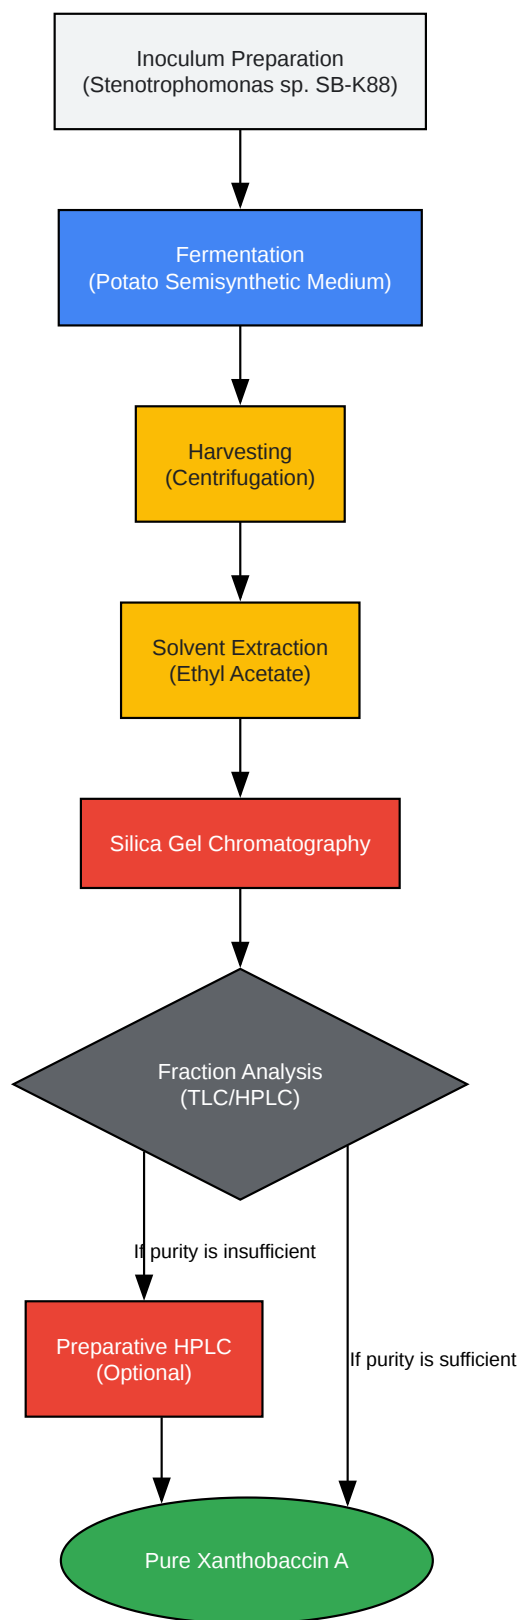 Inoculum Preparation
(Stenotrophomonas sp. SB-K88)
Fermentation
(Potato Semisynthetic Medium)
Harvesting
(Centrifugation)
Solvent Extraction
(Ethyl Acetate)
Silica Gel Chromatography
Fraction Analysis
(TLC/HPLC)
If purity is insufficient
Preparative HPLC
(Optional)
If purity is sufficient
Pure Xanthobaccin A